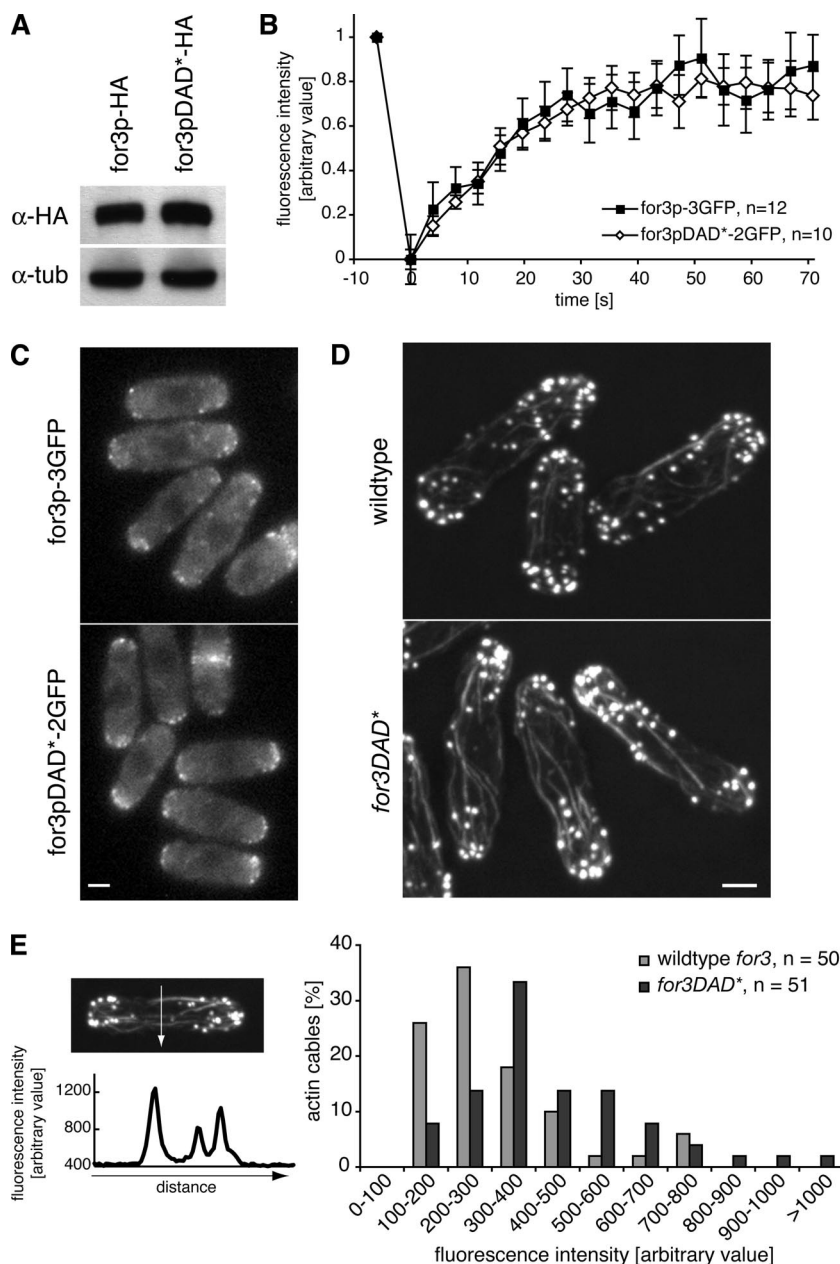 A
for3p-HA
for3pDAD*-HA
α-HA
α-tub
B
fluorescence intensity
[arbitrary value]
1
0.8
0.6
0.4
0.2
0
-10
0
10
20
30
40
50
60
70
time [s]
for3p-3GFP, n=12
for3pDAD*-2GFP, n=10
C
for3p-3GFP
for3pDAD*-2GFP
D
wildtype
for3DAD*
E
fluorescence intensity
[arbitrary value]
1200
800
400
distance
actin cables [%]
40
30
20
10
0
wildtype for3, n = 50
for3DAD*, n = 51
0-100
100-200
200-300
300-400
400-500
500-600
600-700
700-800
800-900
900-1000
>1000
fluorescence intensity [arbitrary value]